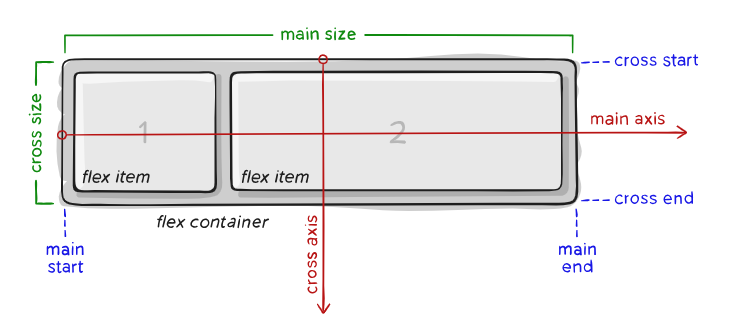 main size
cross start
cross size
1
2
main axis
flex item
flex item
cross end
flex container
cross axis
main
start
main
end